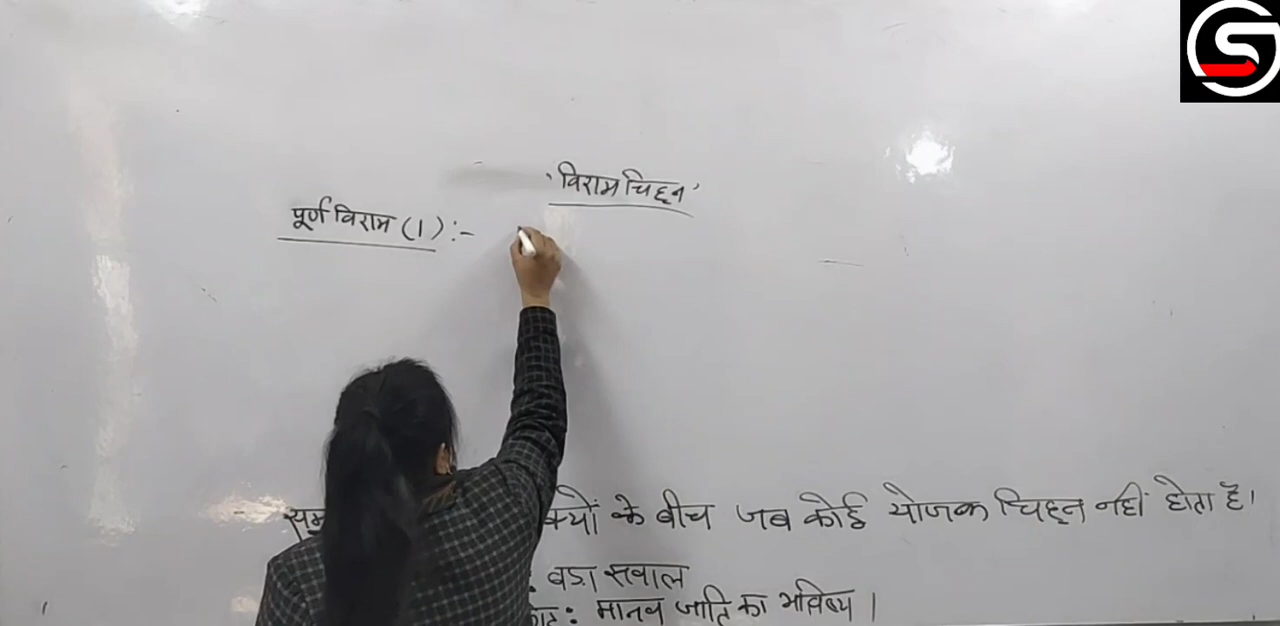 'विराम चिह्न'
पूर्ण विराम (।) :-
क्यों के बीच जब कोई योजक चिह्न नहीं होता है।
: बड़ा सवाल
: मानव जाति का भविष्य।